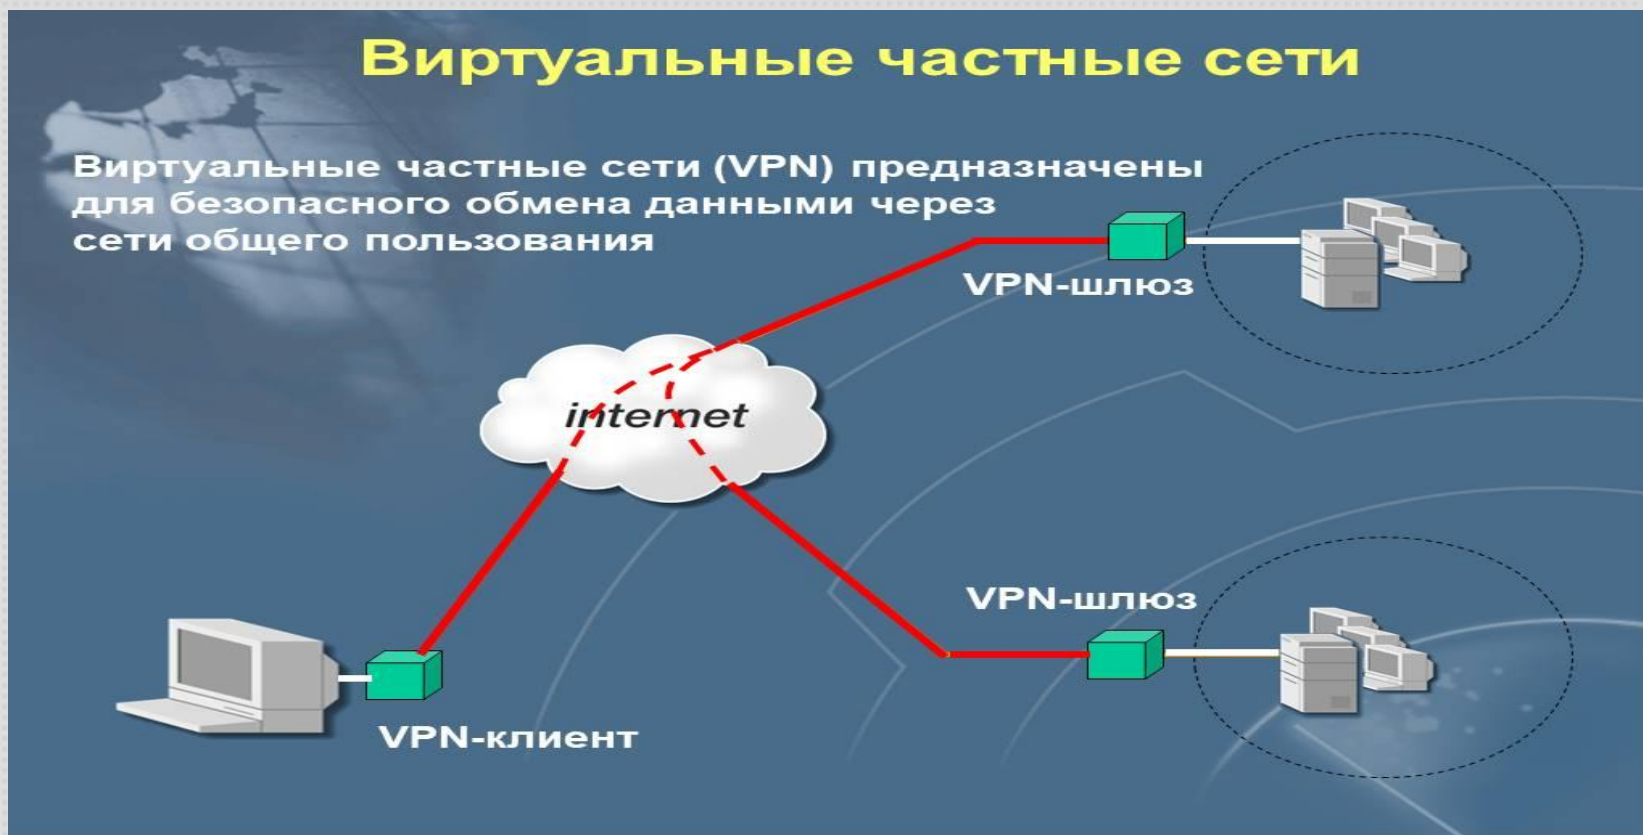 Виртуальные частные сети
Виртуальные частные сети (VPN) предназначены
для безопасного обмена данными через
сети общего пользования
VPN-шлюз
internet
VPN-шлюз
VPN-клиент